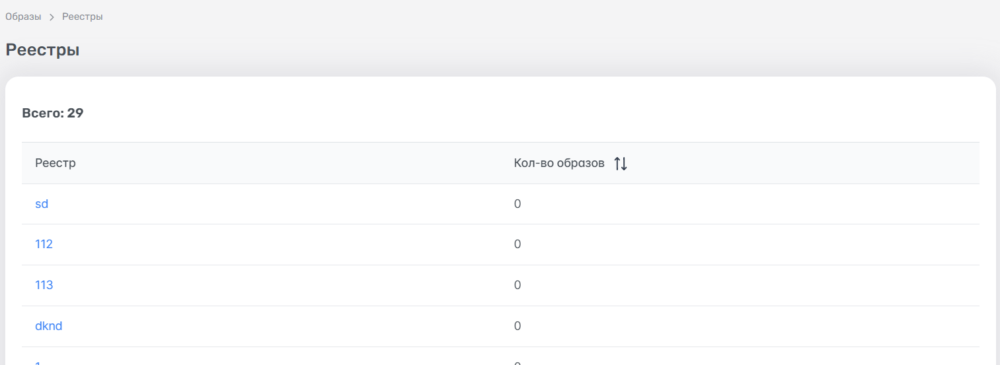 Образы > Реестры
Реестры
Всего: 29
Реестр Кол-во образов
sd 0
112 0
113 0
dknd 0